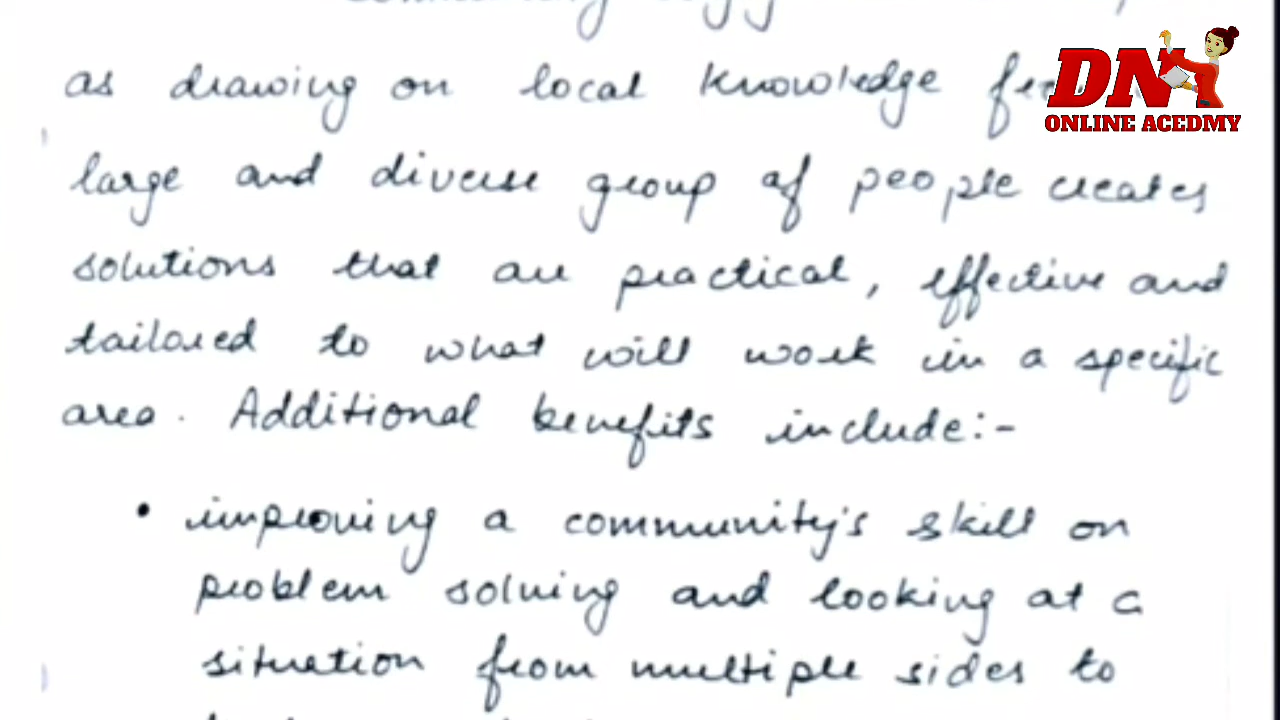 as drawing on local knowledge
large and diverse group of people creates
solutions that are practical, effective and
tailored to what will work in a specific
area. Additional benefits include:-
• improving a community's skill on
problem solving and looking at a
situation from multiple sides to
DN
ONLINE ACEDMY